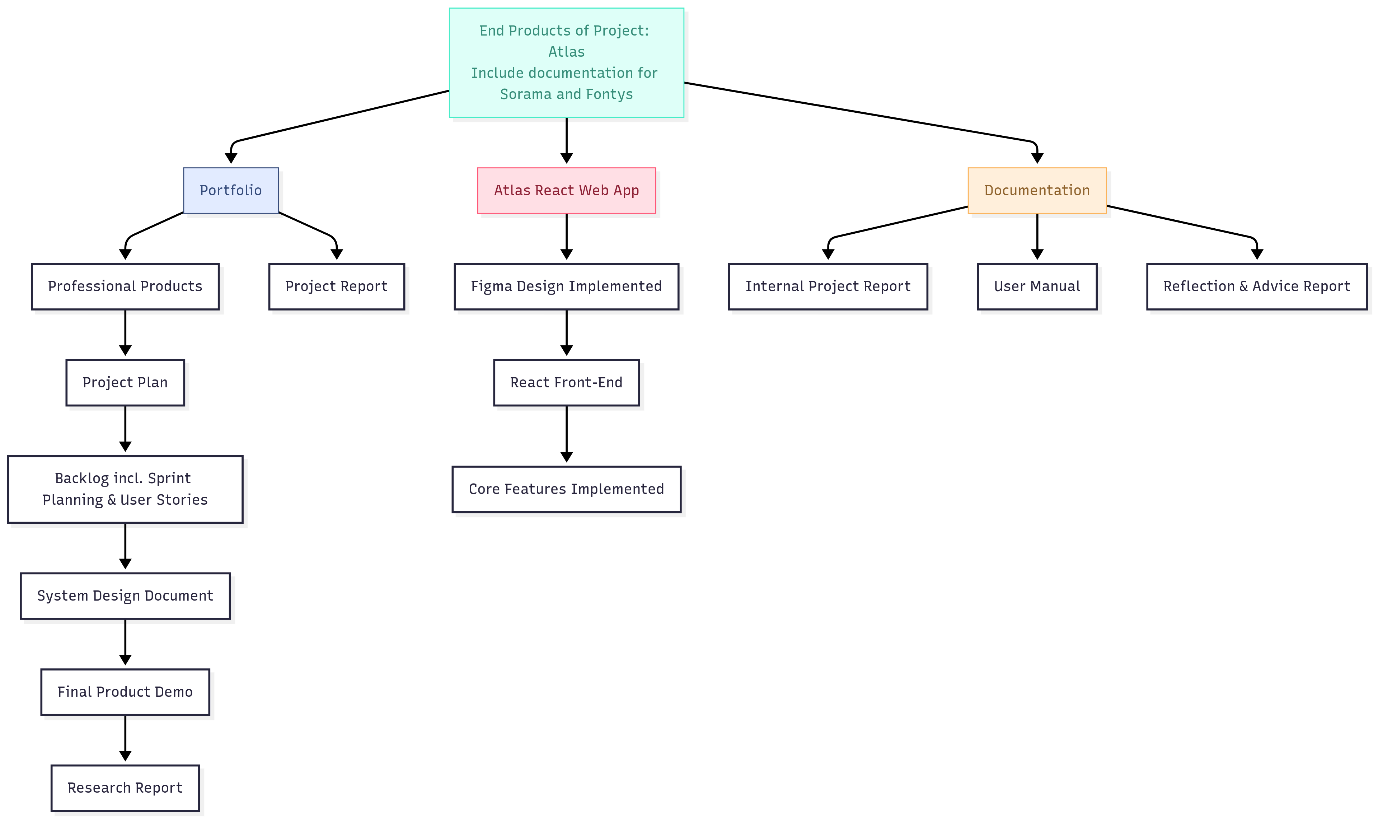 End Products of Project:
Atlas
Include documentation for
Sorama and Fontys
Portfolio
Atlas React Web App
Documentation
Professional Products
Project Report
Figma Design Implemented
Internal Project Report
User Manual
Reflection & Advice Report
Project Plan
React Front-End
Backlog incl. Sprint
Planning & User Stories
Core Features Implemented
System Design Document
Final Product Demo
Research Report